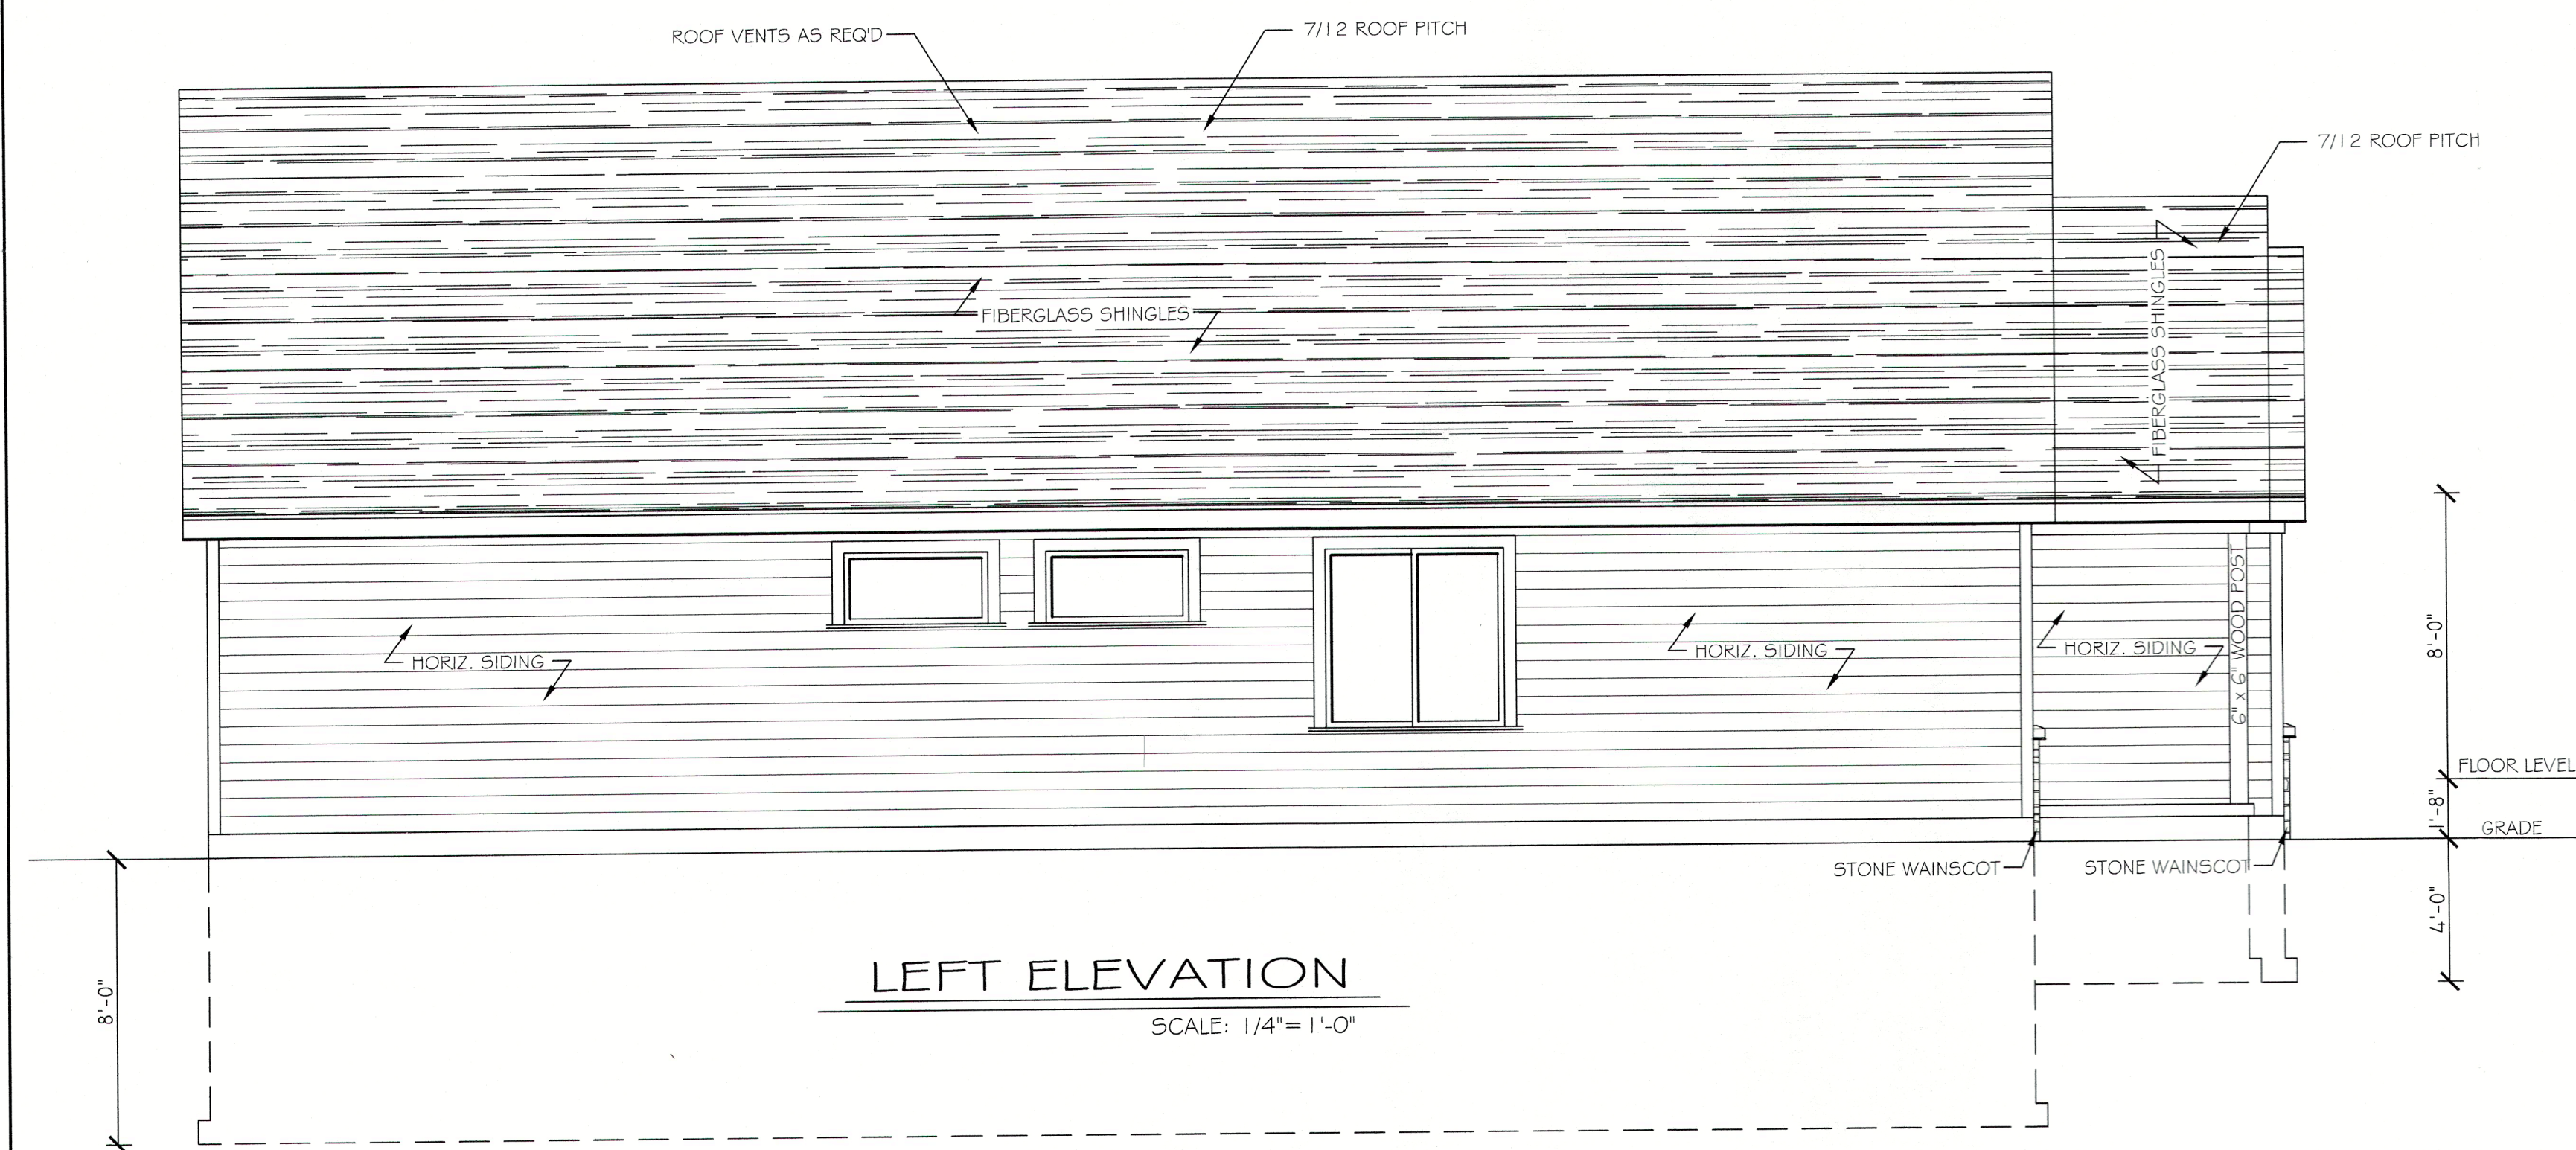 ROOF VENTS AS REQ'D
7/12 ROOF PITCH
7/12 ROOF PITCH
FIBERGLASS SHINGLES
FIBERGLASS SHINGLES
HORIZ. SIDING
HORIZ. SIDING
HORIZ. SIDING
6" x 6" WOOD POST
8'-0"
FLOOR LEVEL
1'-8"
GRADE
STONE WAINSCOT
STONE WAINSCOT
4'-0"
8'-0"
LEFT ELEVATION
SCALE: 1/4"= 1'-0"